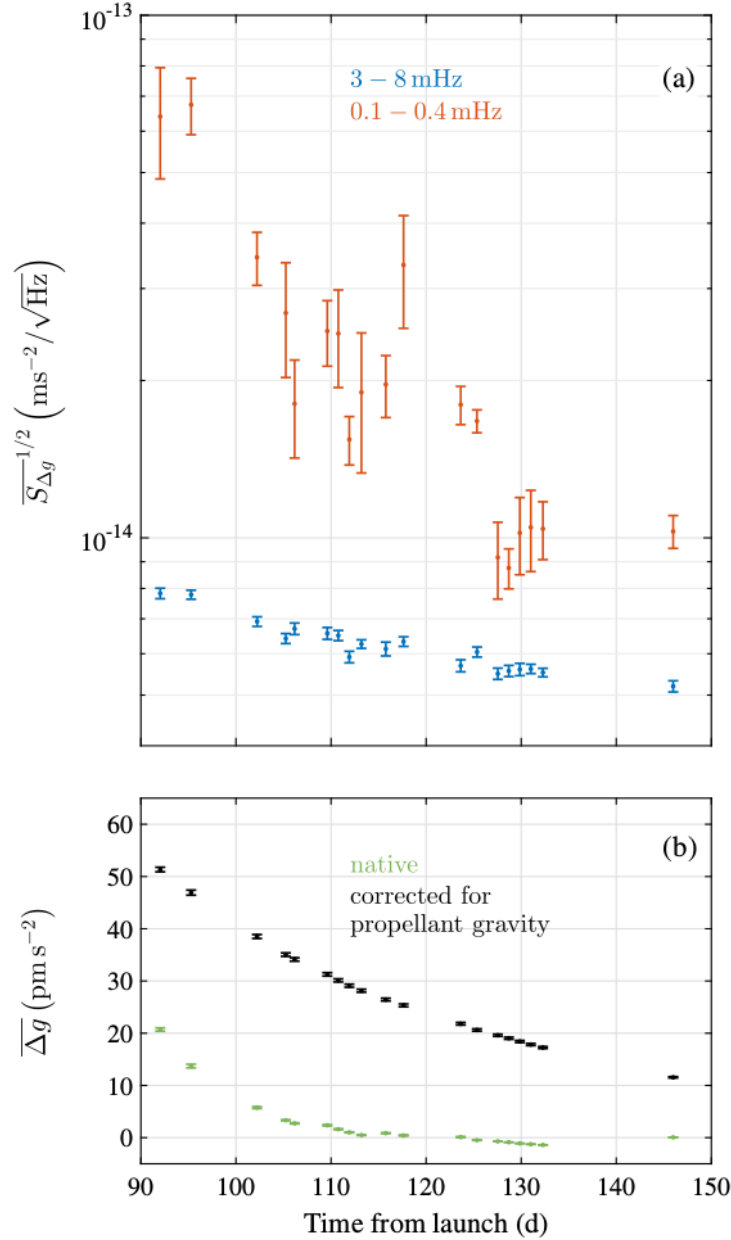 10⁻¹³
(a)
3 – 8 mHz
0.1 – 0.4 mHz
S̅_Δg^1/2 (ms⁻²/√Hz)
10⁻¹⁴
(b)
60
50
40
30
20
10
0
native
corrected for
propellant gravity
Δ̅g̅ (pm s⁻²)
90 100 110 120 130 140 150
Time from launch (d)